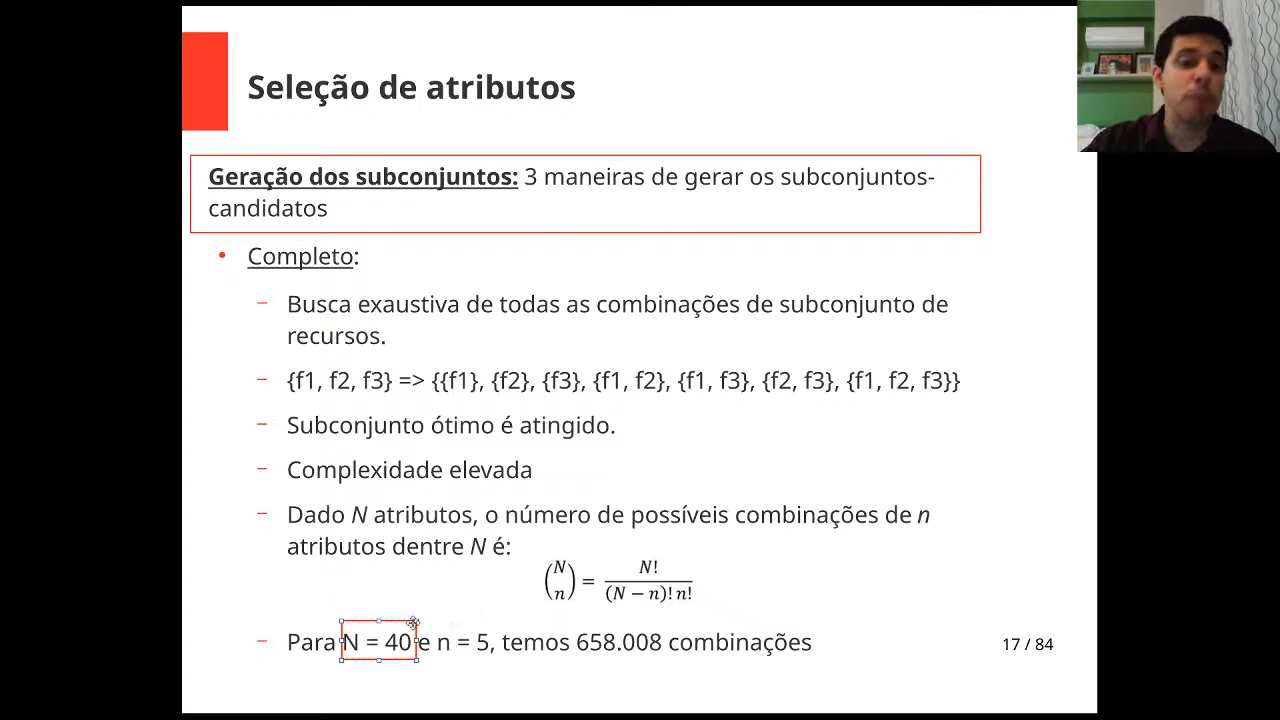 Seleção de atributos
Geração dos subconjuntos: 3 maneiras de gerar os subconjuntos-
candidatos
• Completo:
– Busca exaustiva de todas as combinações de subconjunto de
recursos.
– {f1, f2, f3} => {{f1}, {f2}, {f3}, {f1, f2}, {f1, f3}, {f2, f3}, {f1, f2, f3}}
– Subconjunto ótimo é atingido.
– Complexidade elevada
– Dado N atributos, o número de possíveis combinações de n
atributos dentre N é:
(N n) = N! / (N − n)! n!
– Para N = 40 e n = 5, temos 658.008 combinações
17 / 84